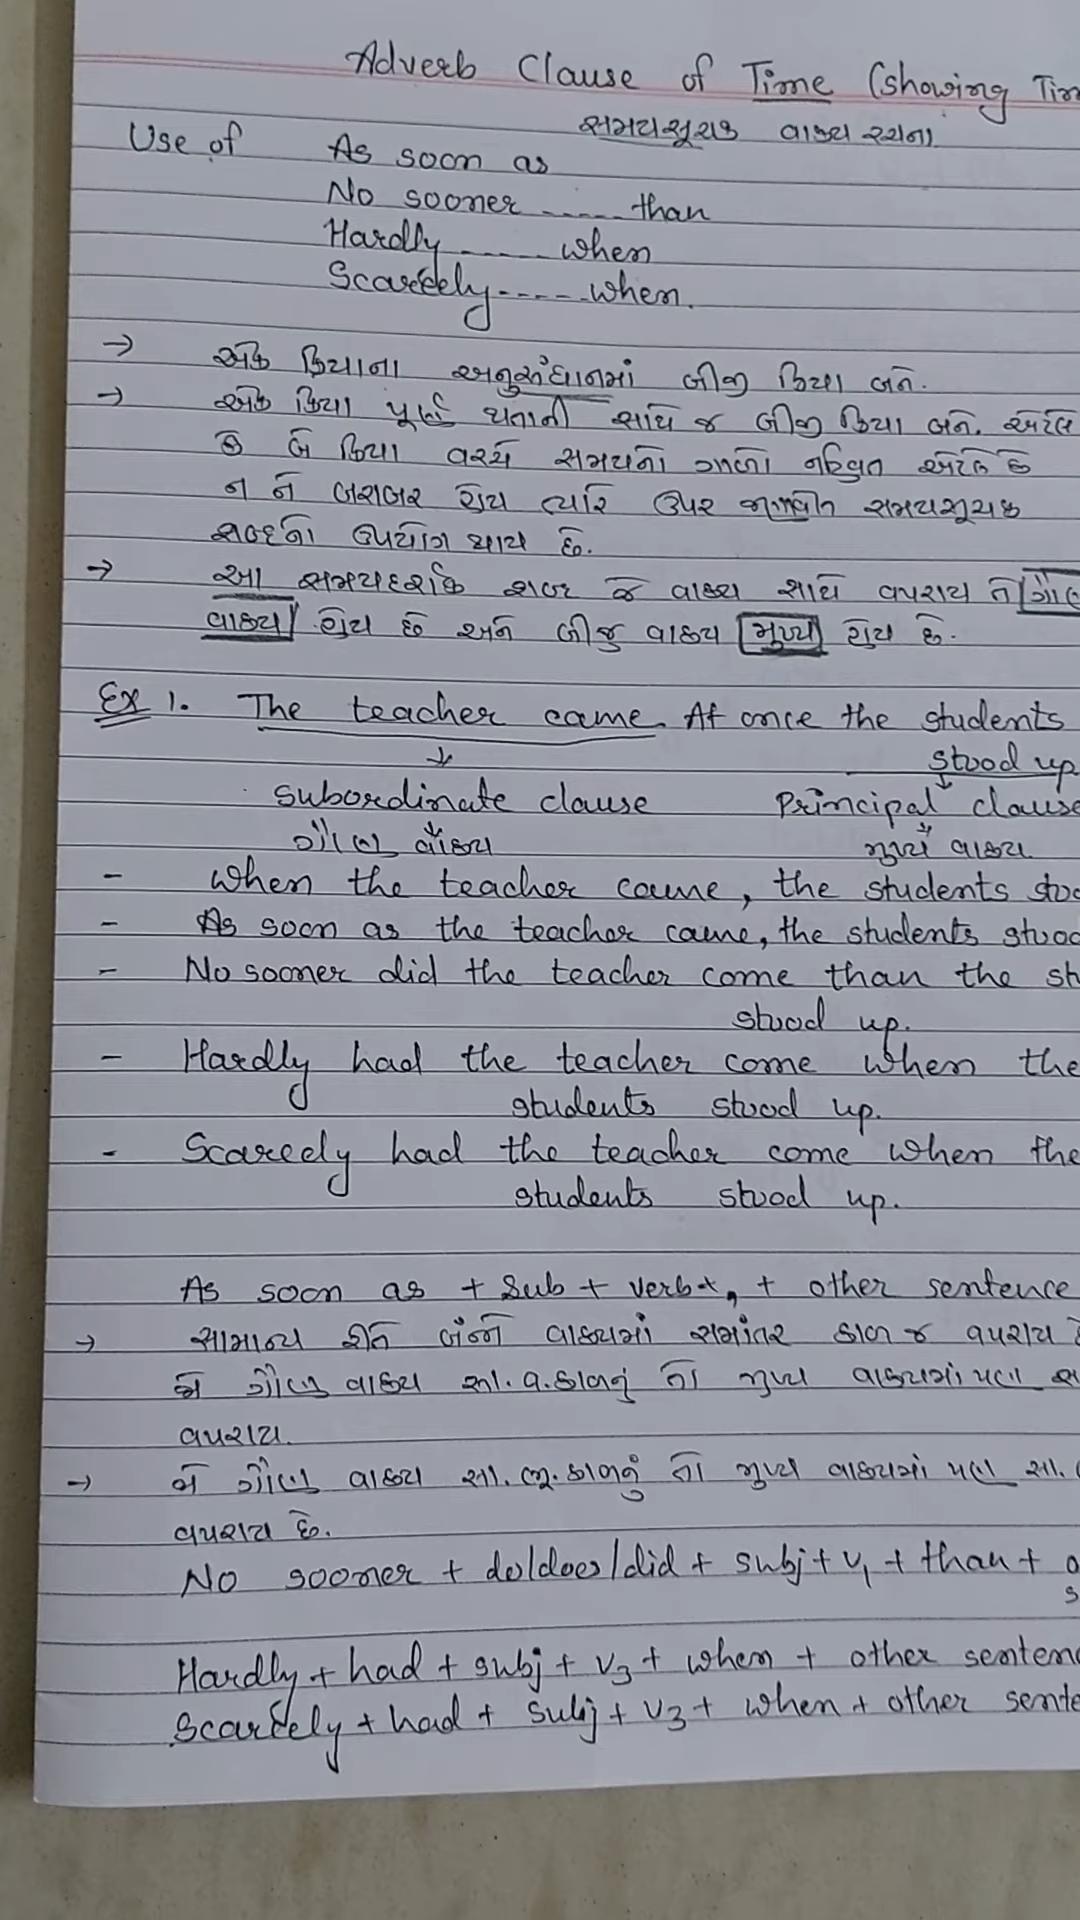 Adverb Clause of Time (showing Tim
સમયસૂચક વાક્ય રચના
Use of As soon as
No sooner ..... than
Hardly ...... when
Scarcely ..... when.
→ એક ક્રિયાના અનુસંધાનમાં બીજી ક્રિયા બને.
→ એક ક્રિયા પૂર્ણ થતાની સાથે જ બીજી ક્રિયા બને. એટલે
કે બે ક્રિયા વચ્ચે સમયનો ગાળો નહિવત એટલે કે
ન ને બરાબર હોય ત્યારે ઉપર મુજબના સમયસૂચક
શબ્દનો ઉપયોગ થાય છે.
→ આ સમયદર્શક શબ્દ જે વાક્ય સાથે વપરાય તે ગૌણ
વાક્ય હોય છે અને બીજુ વાક્ય મુખ્ય હોય છે.
Ex 1. The teacher came. At once the students
stood up
↓
subordinate clause Principal clause
ગૌણ વાક્ય મુખ્ય વાક્ય
- When the teacher came, the students stoo
- As soon as the teacher came, the students stood
- No sooner did the teacher come than the st
stood up.
- Hardly had the teacher come when the
students stood up.
- Scarcely had the teacher come when the
students stood up.
As soon as + Sub + verb+, + other sentence
→ સામાન્ય રીતે બંને વાક્યમાં સમાંતર કાળ જ વપરાય
જો ગૌણ વાક્ય સા. વ. કાળનું તો મુખ્ય વાક્યમાં પણ સા
વપરાય.
→ જો ગૌણ વાક્ય સા. ભૂ. કાળનું તો મુખ્ય વાક્યમાં પણ સા.
વપરાય છે.
No sooner + do/does/did + subj + v1 + than + o
s
Hardly + had + subj + v3 + when + other senten
Scarcely + had + subj + v3 + when + other sente